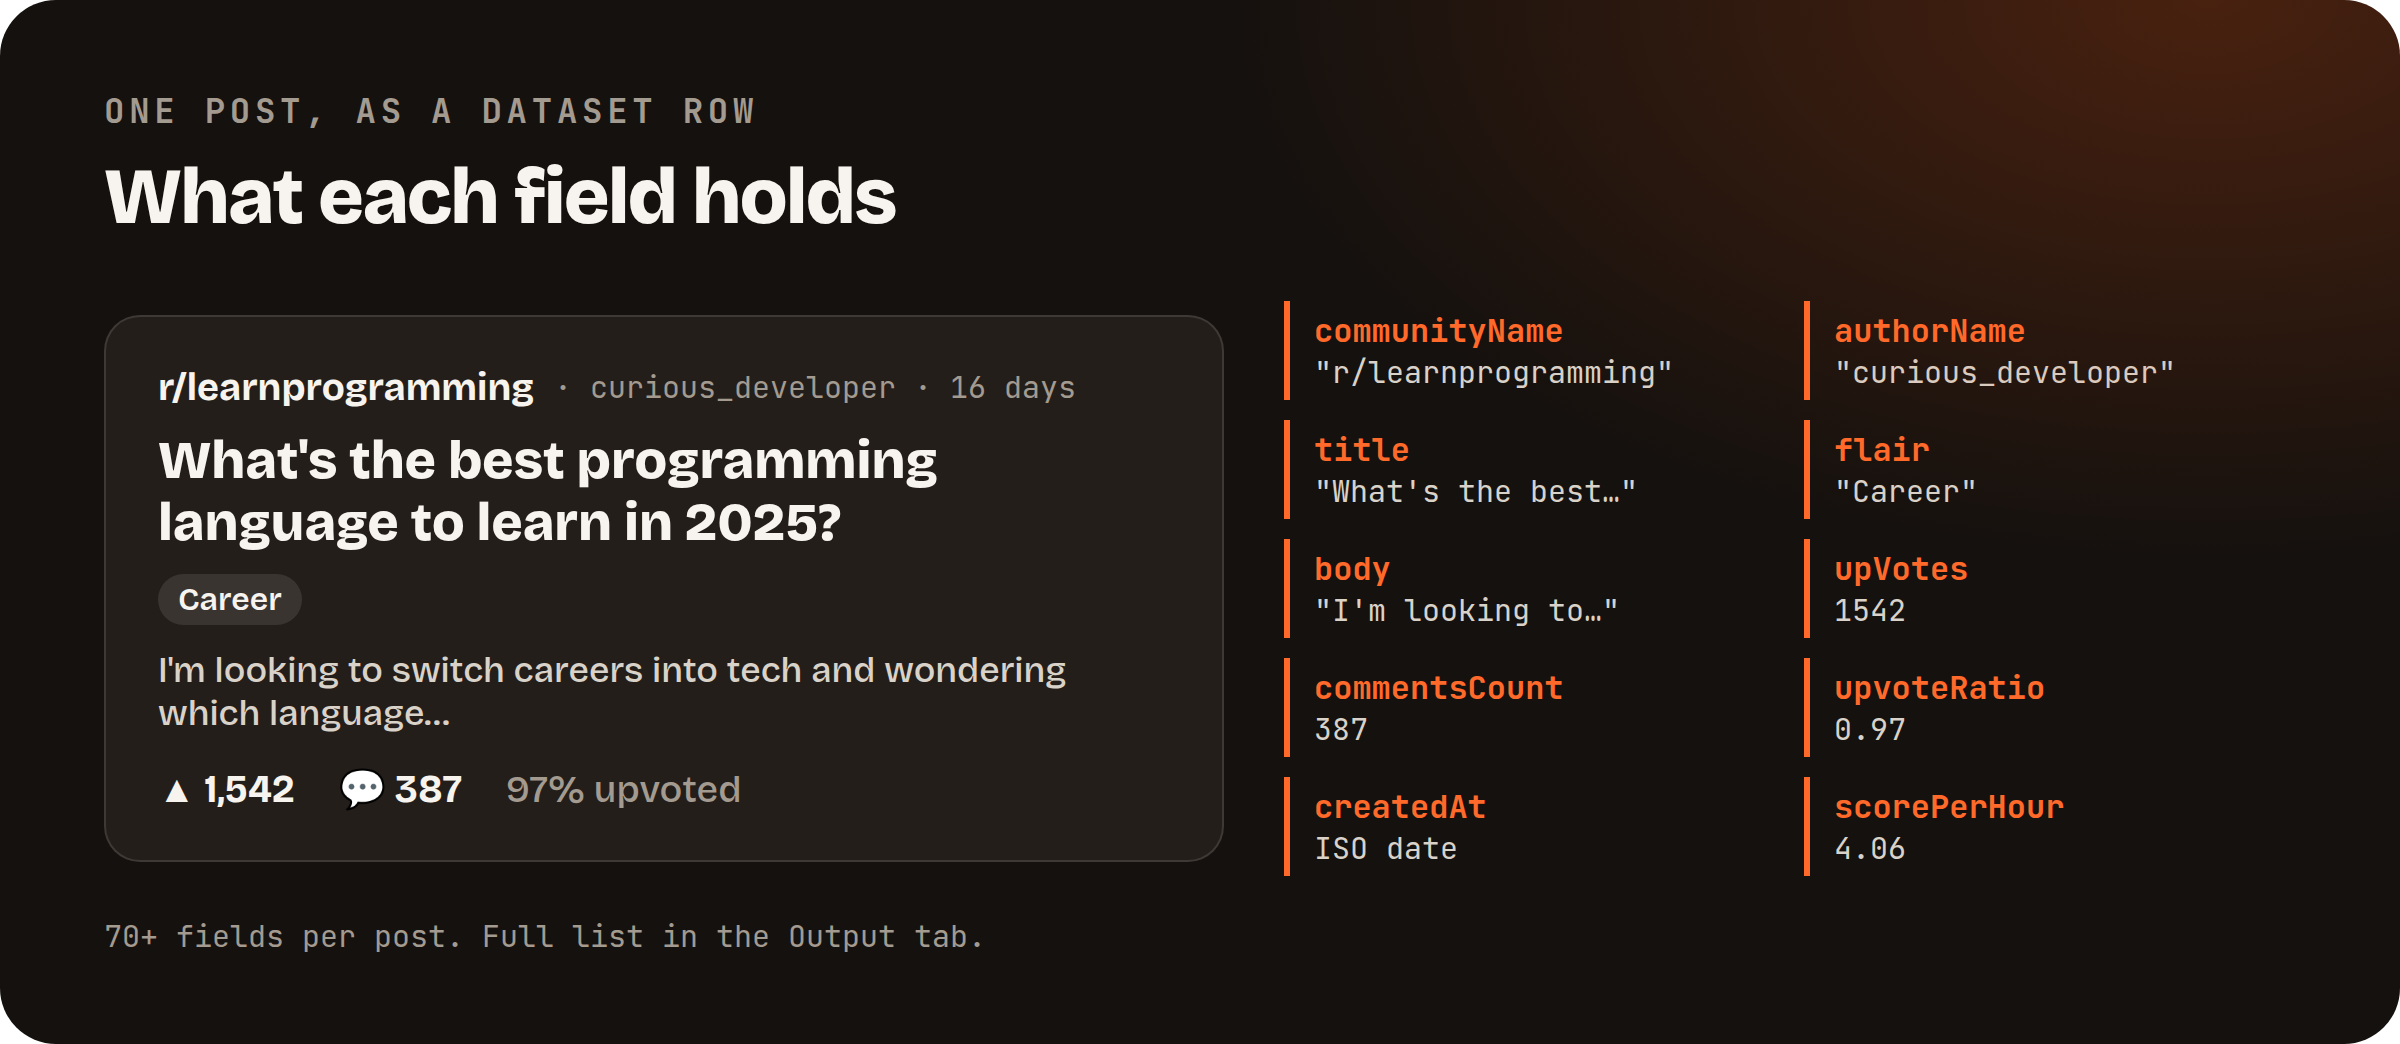 ONE POST, AS A DATASET ROW
What each field holds
r/learnprogramming · curious_developer · 16 days
What's the best programming
language to learn in 2025?
Career
I'm looking to switch careers into tech and wondering
which language...
▲ 1,542 💬 387 97% upvoted
communityName
"r/learnprogramming"
authorName
"curious_developer"
title
"What's the best…"
flair
"Career"
body
"I'm looking to…"
upVotes
1542
commentsCount
387
upvoteRatio
0.97
createdAt
ISO date
scorePerHour
4.06
70+ fields per post. Full list in the Output tab.